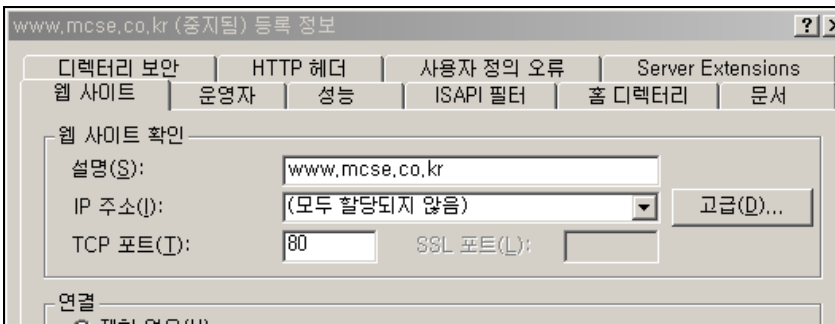 www.mcse.co.kr (중지됨) 등록 정보
디렉터리 보안 HTTP 헤더 사용자 정의 오류 Server Extensions
웹 사이트 운영자 성능 ISAPI 필터 홈 디렉터리 문서
웹 사이트 확인
설명(S): www.mcse.co.kr
IP 주소(I): (모두 할당되지 않음) 고급(D)...
TCP 포트(T): 80 SSL 포트(L):
연결